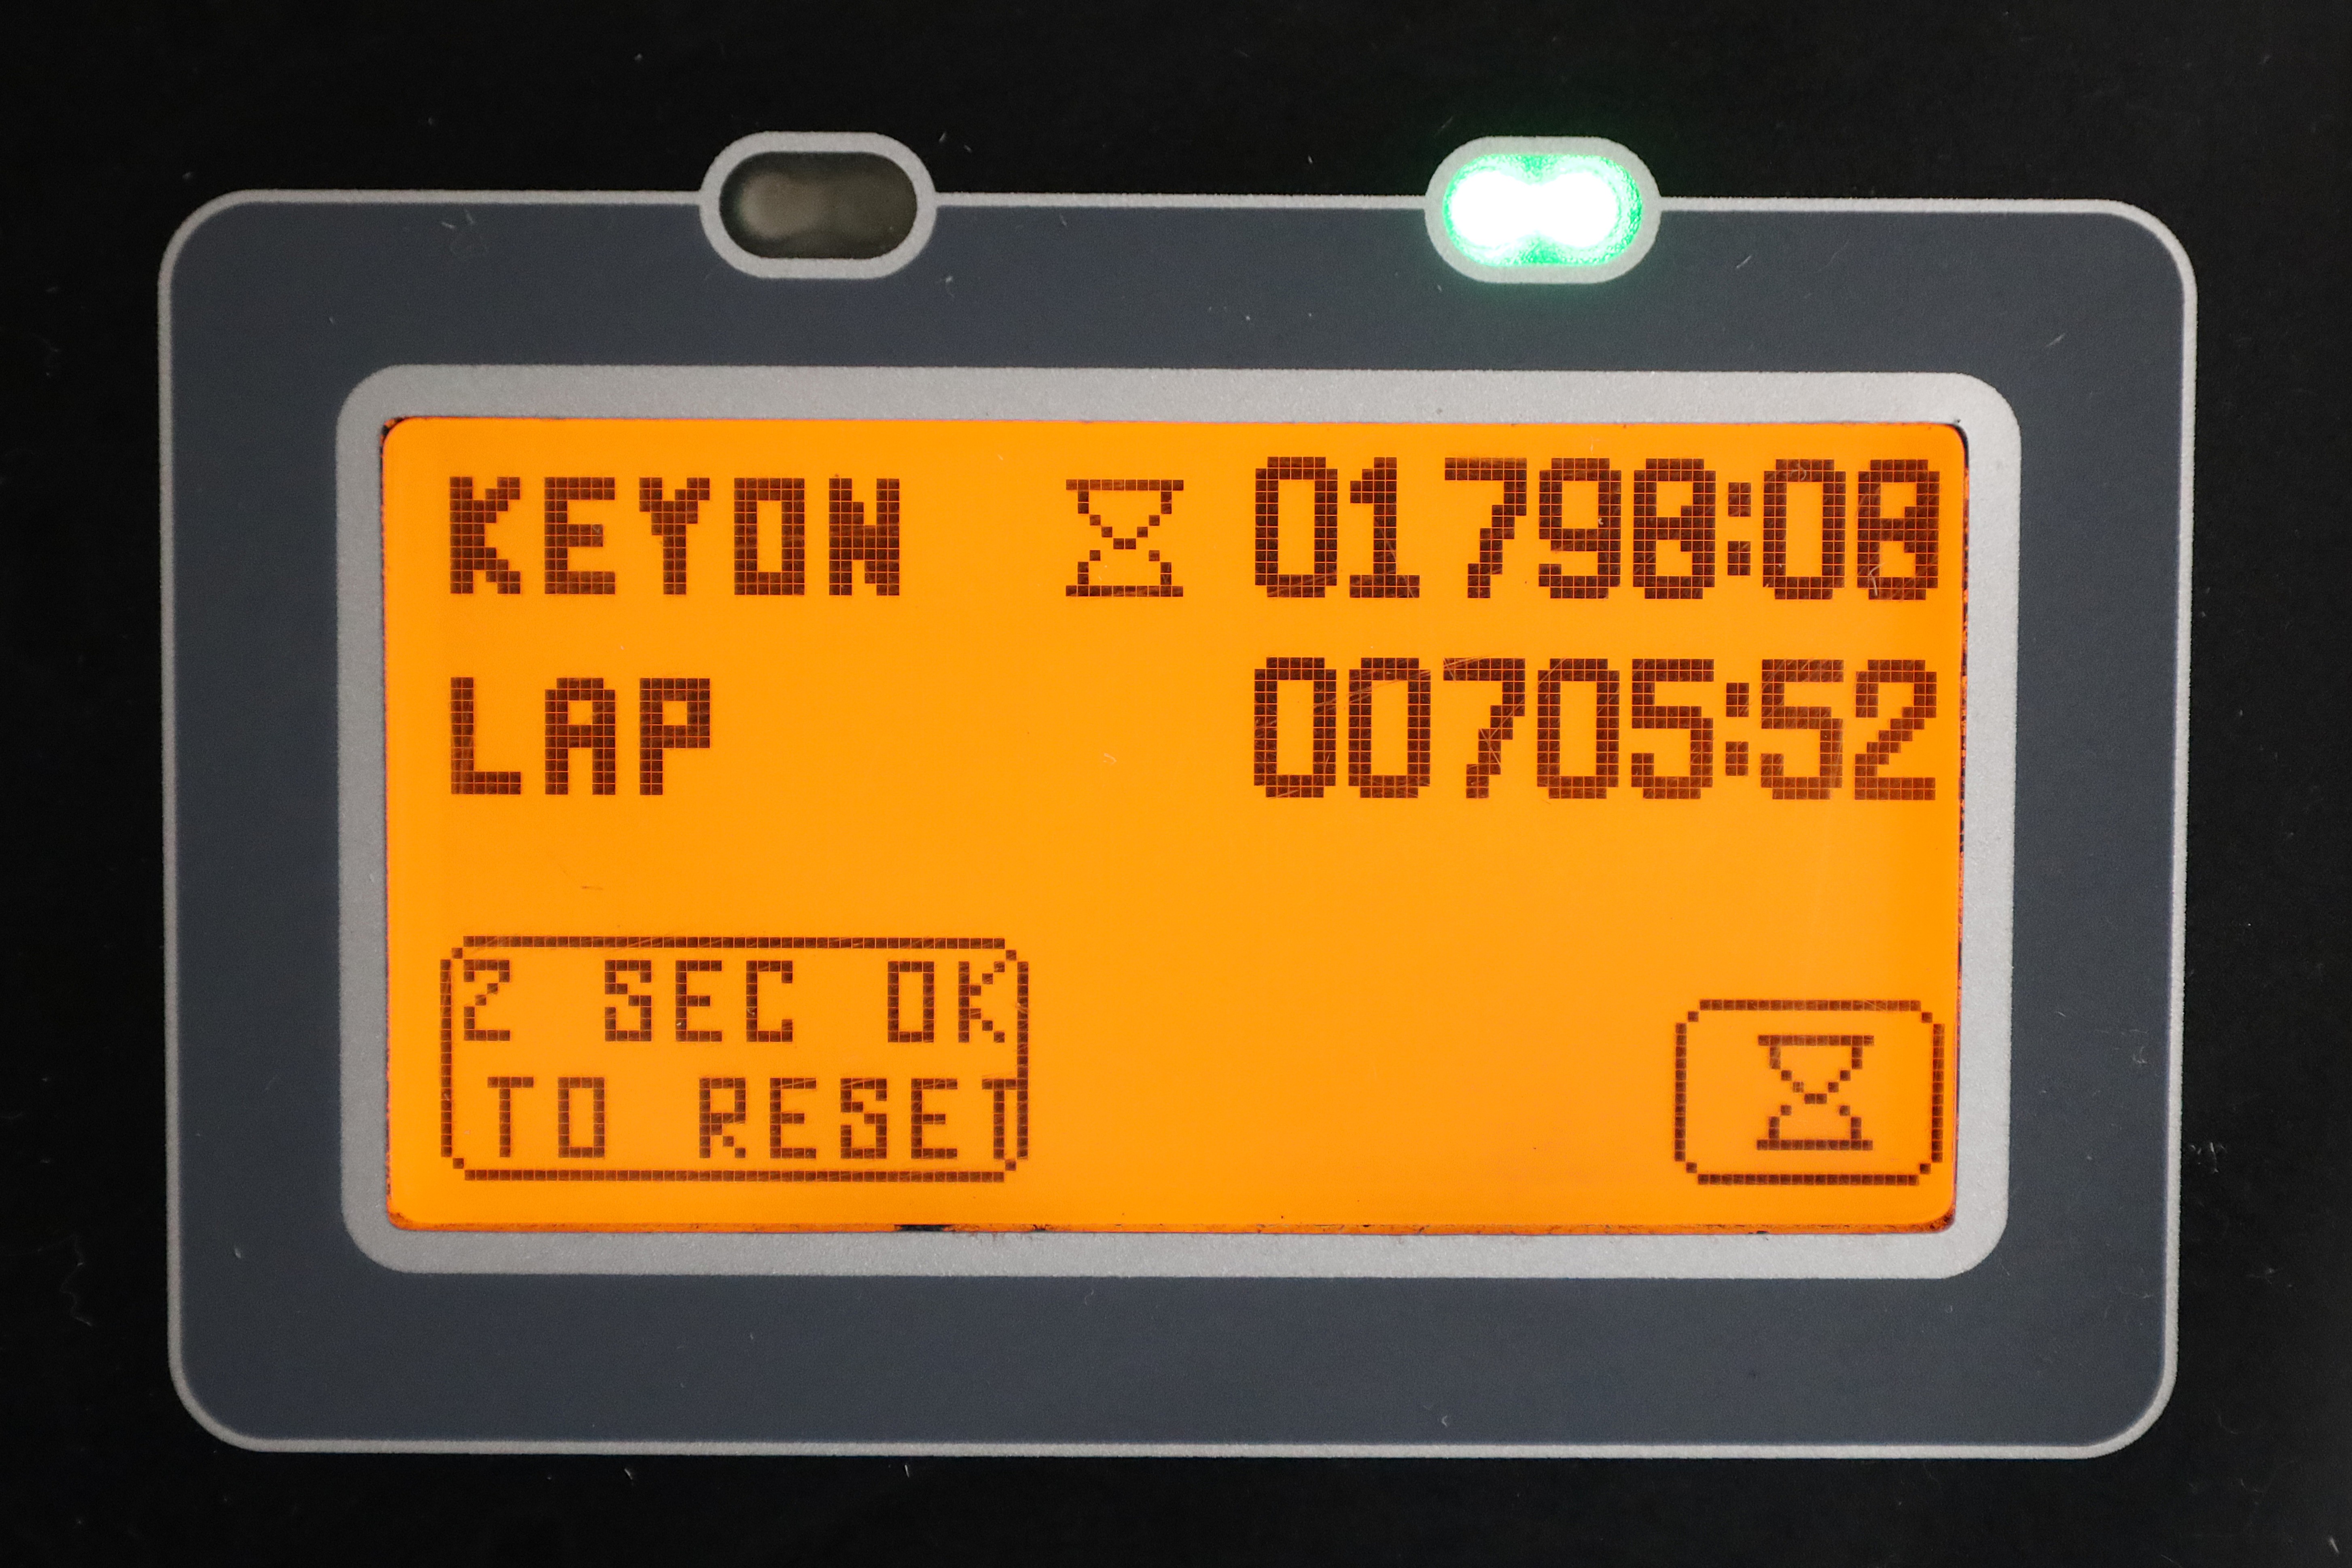 KEYON 01798:08
LAP 00705:52
2 SEC OK
TO RESET